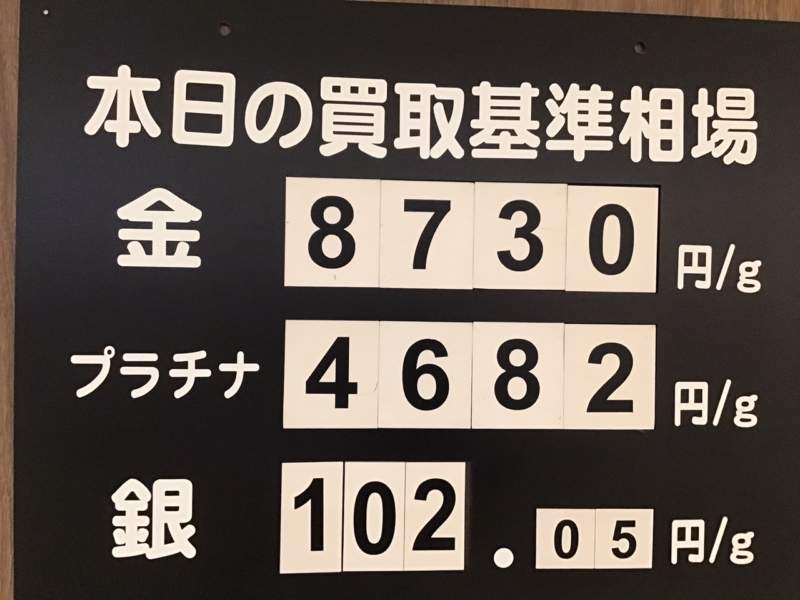 本日の買取基準相場
金 8730 円/g
プラチナ 4682 円/g
銀 102.05 円/g